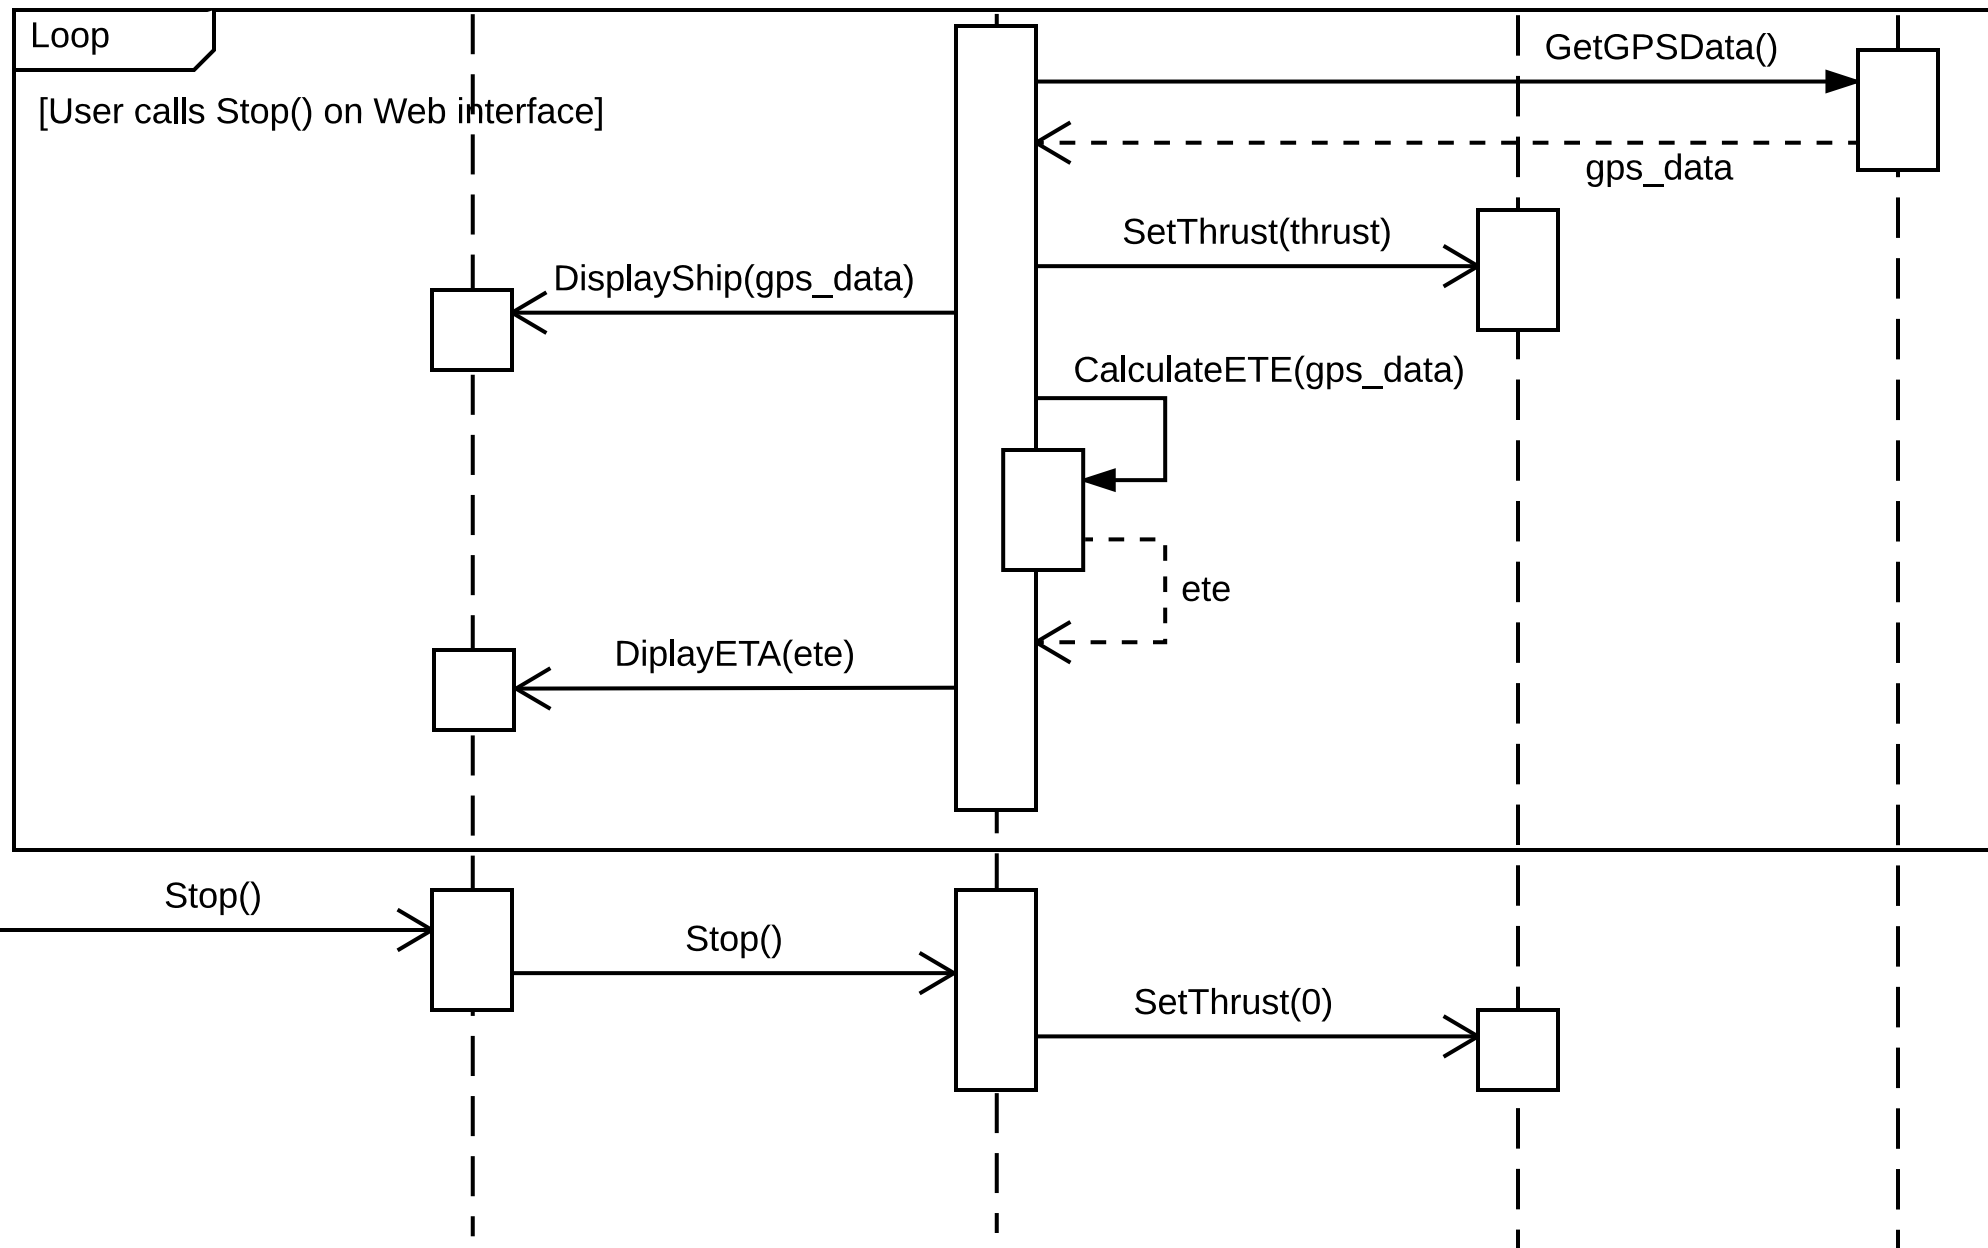 Loop
[User calls Stop() on Web interface]
GetGPSData()
gps_data
SetThrust(thrust)
DisplayShip(gps_data)
CalculateETE(gps_data)
ete
DiplayETA(ete)
Stop()
Stop()
SetThrust(0)